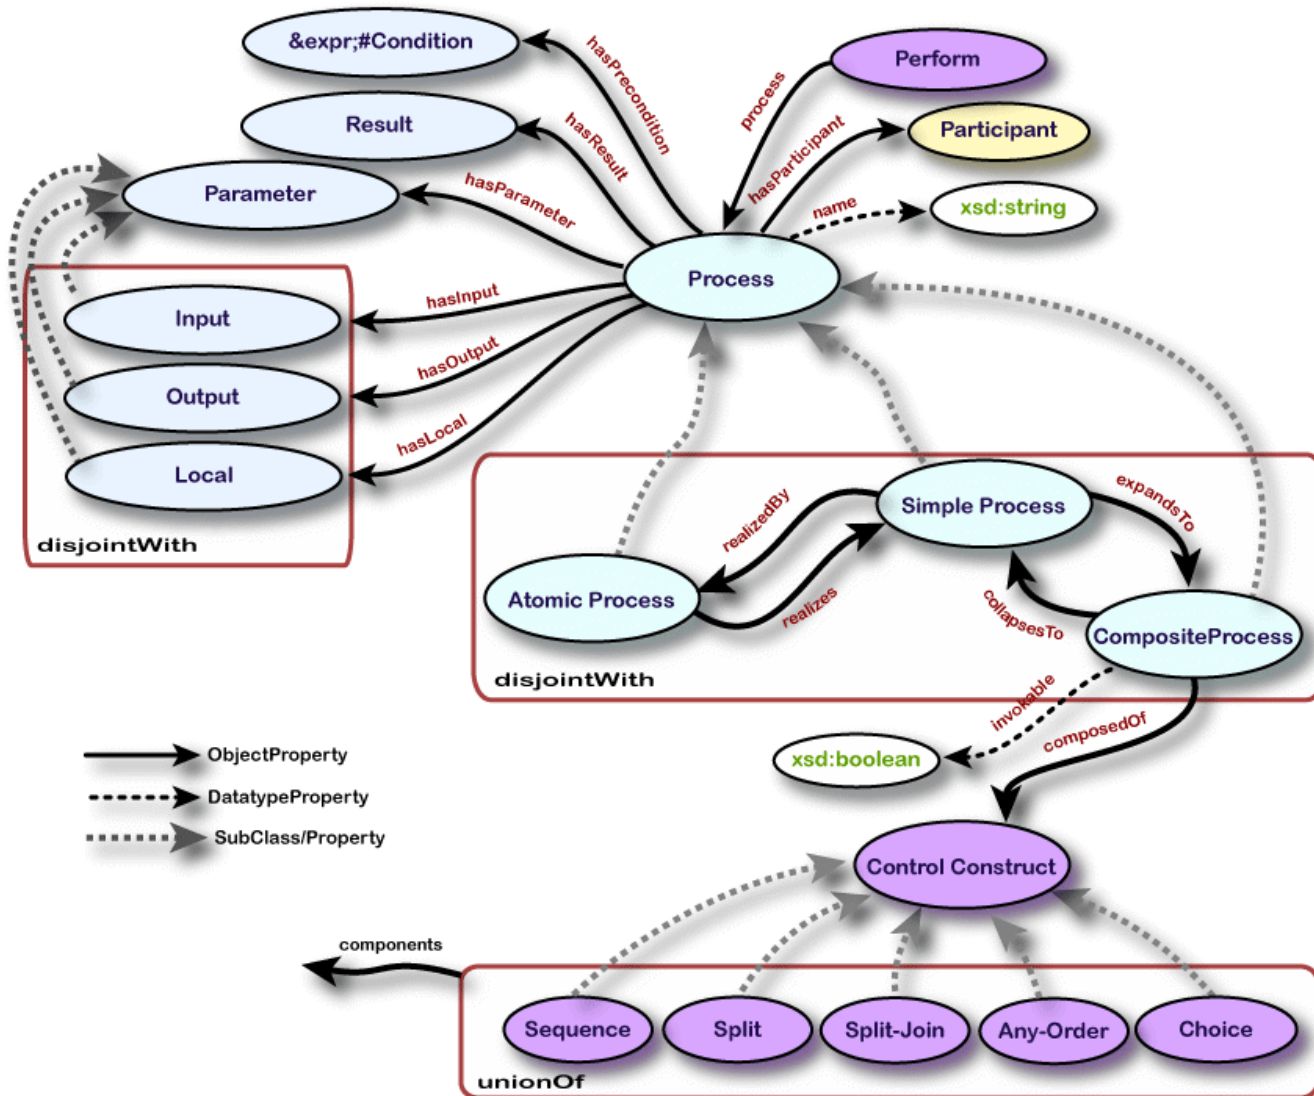 &expr;#Condition
hasPrecondition
process
Perform
Result
hasResult
hasParticipant
Participant
Parameter
hasParameter
name
xsd:string
Process
Input
hasInput
Output
hasOutput
Local
hasLocal
disjointWith
realizedBy
Simple Process
expandsTo
Atomic Process
realizes
collapsesTo
CompositeProcess
disjointWith
invokable
composedOf
xsd:boolean
ObjectProperty
DatatypeProperty
SubClass/Property
Control Construct
components
Sequence
Split
Split-Join
Any-Order
Choice
unionOf